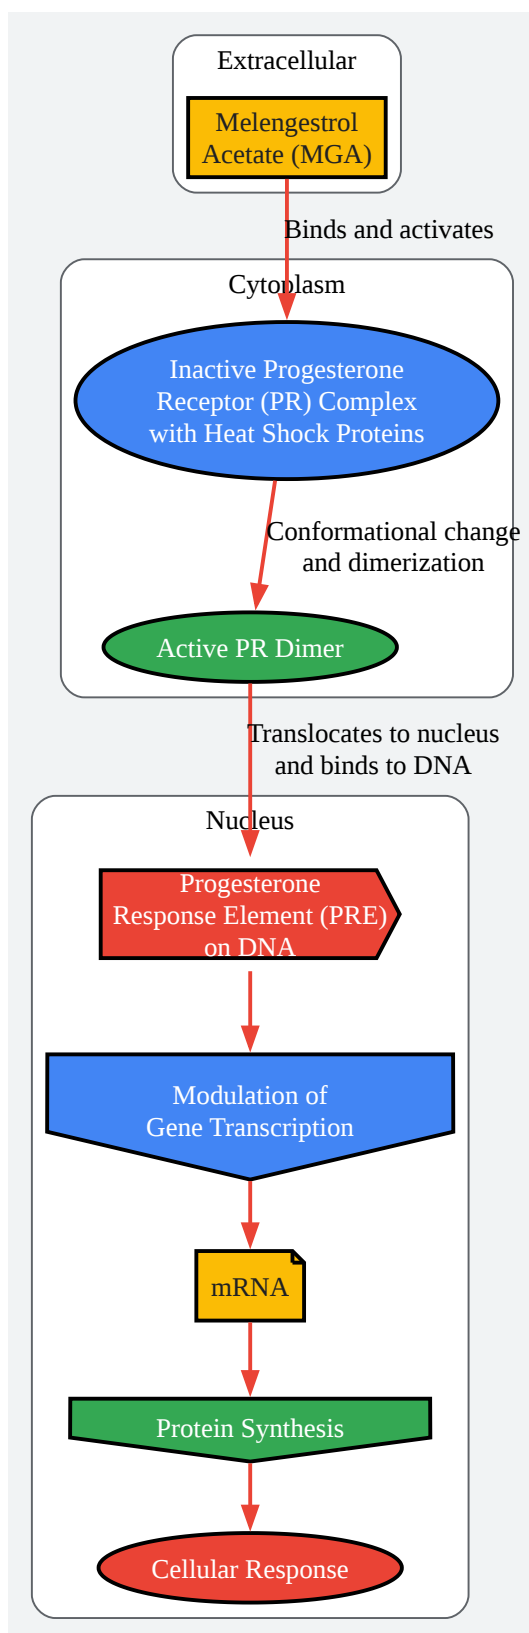 Extracellular
Melengestrol
Acetate (MGA)
Binds and activates
Cytoplasm
Inactive Progesterone
Receptor (PR) Complex
with Heat Shock Proteins
Conformational change
and dimerization
Active PR Dimer
Translocates to nucleus
and binds to DNA
Nucleus
Progesterone
Response Element (PRE)
on DNA
Modulation of
Gene Transcription
mRNA
Protein Synthesis
Cellular Response